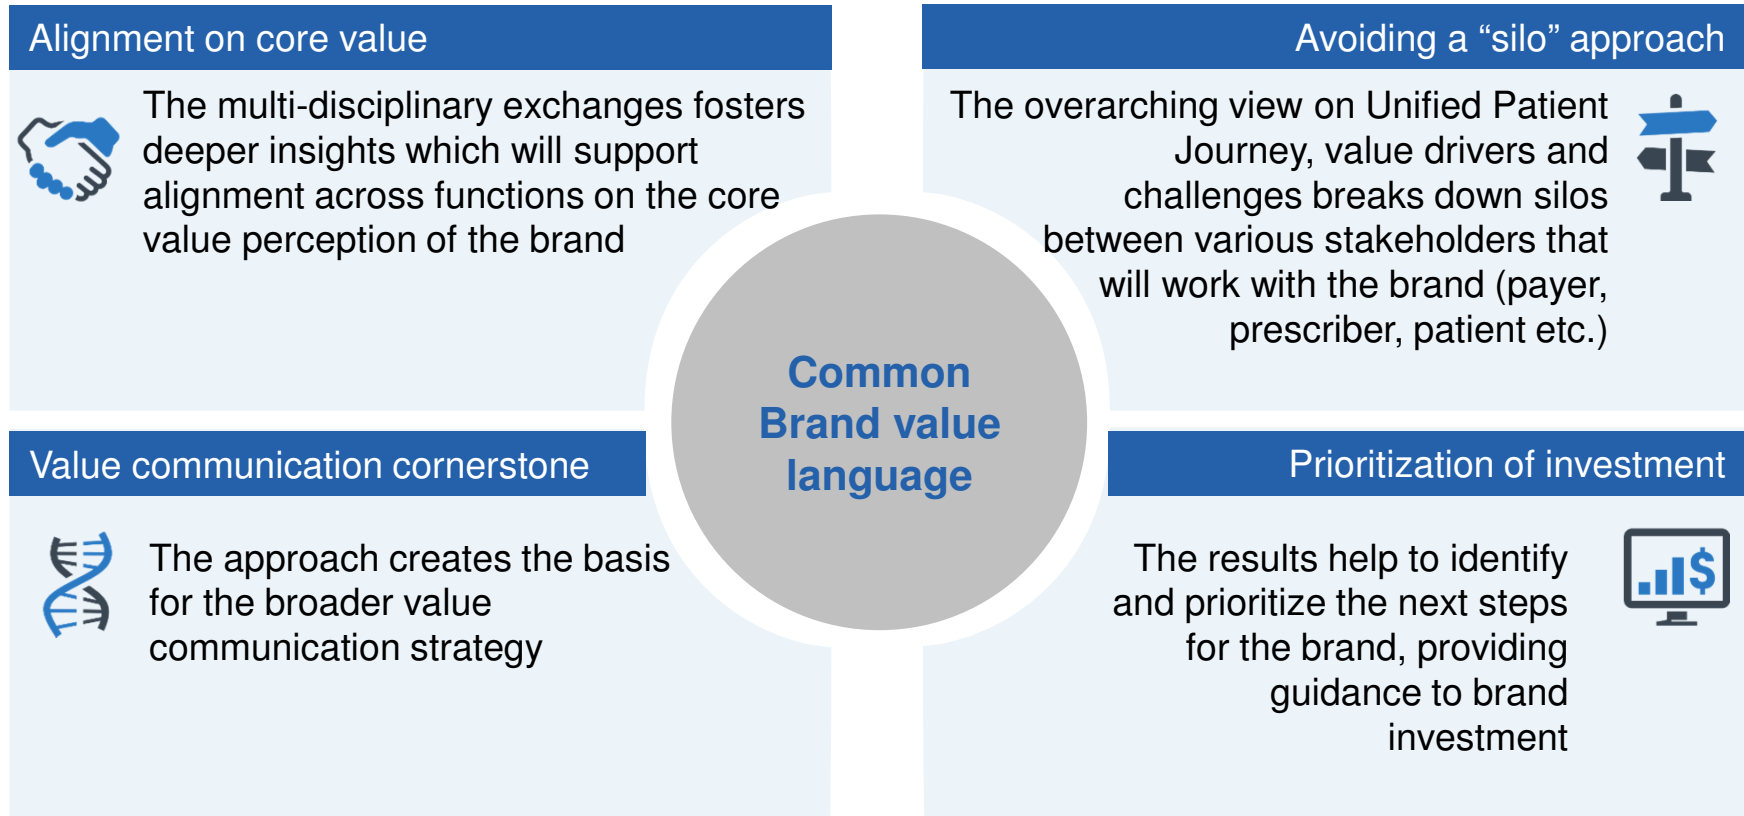 Alignment on core value
The multi-disciplinary exchanges fosters
deeper insights which will support
alignment across functions on the core
value perception of the brand
Avoiding a “silo” approach
The overarching view on Unified Patient
Journey, value drivers and
challenges breaks down silos
between various stakeholders that
will work with the brand (payer,
prescriber, patient etc.)
Common
Brand value
language
Value communication cornerstone
The approach creates the basis
for the broader value
communication strategy
Prioritization of investment
The results help to identify
and prioritize the next steps
for the brand, providing
guidance to brand
investment
$